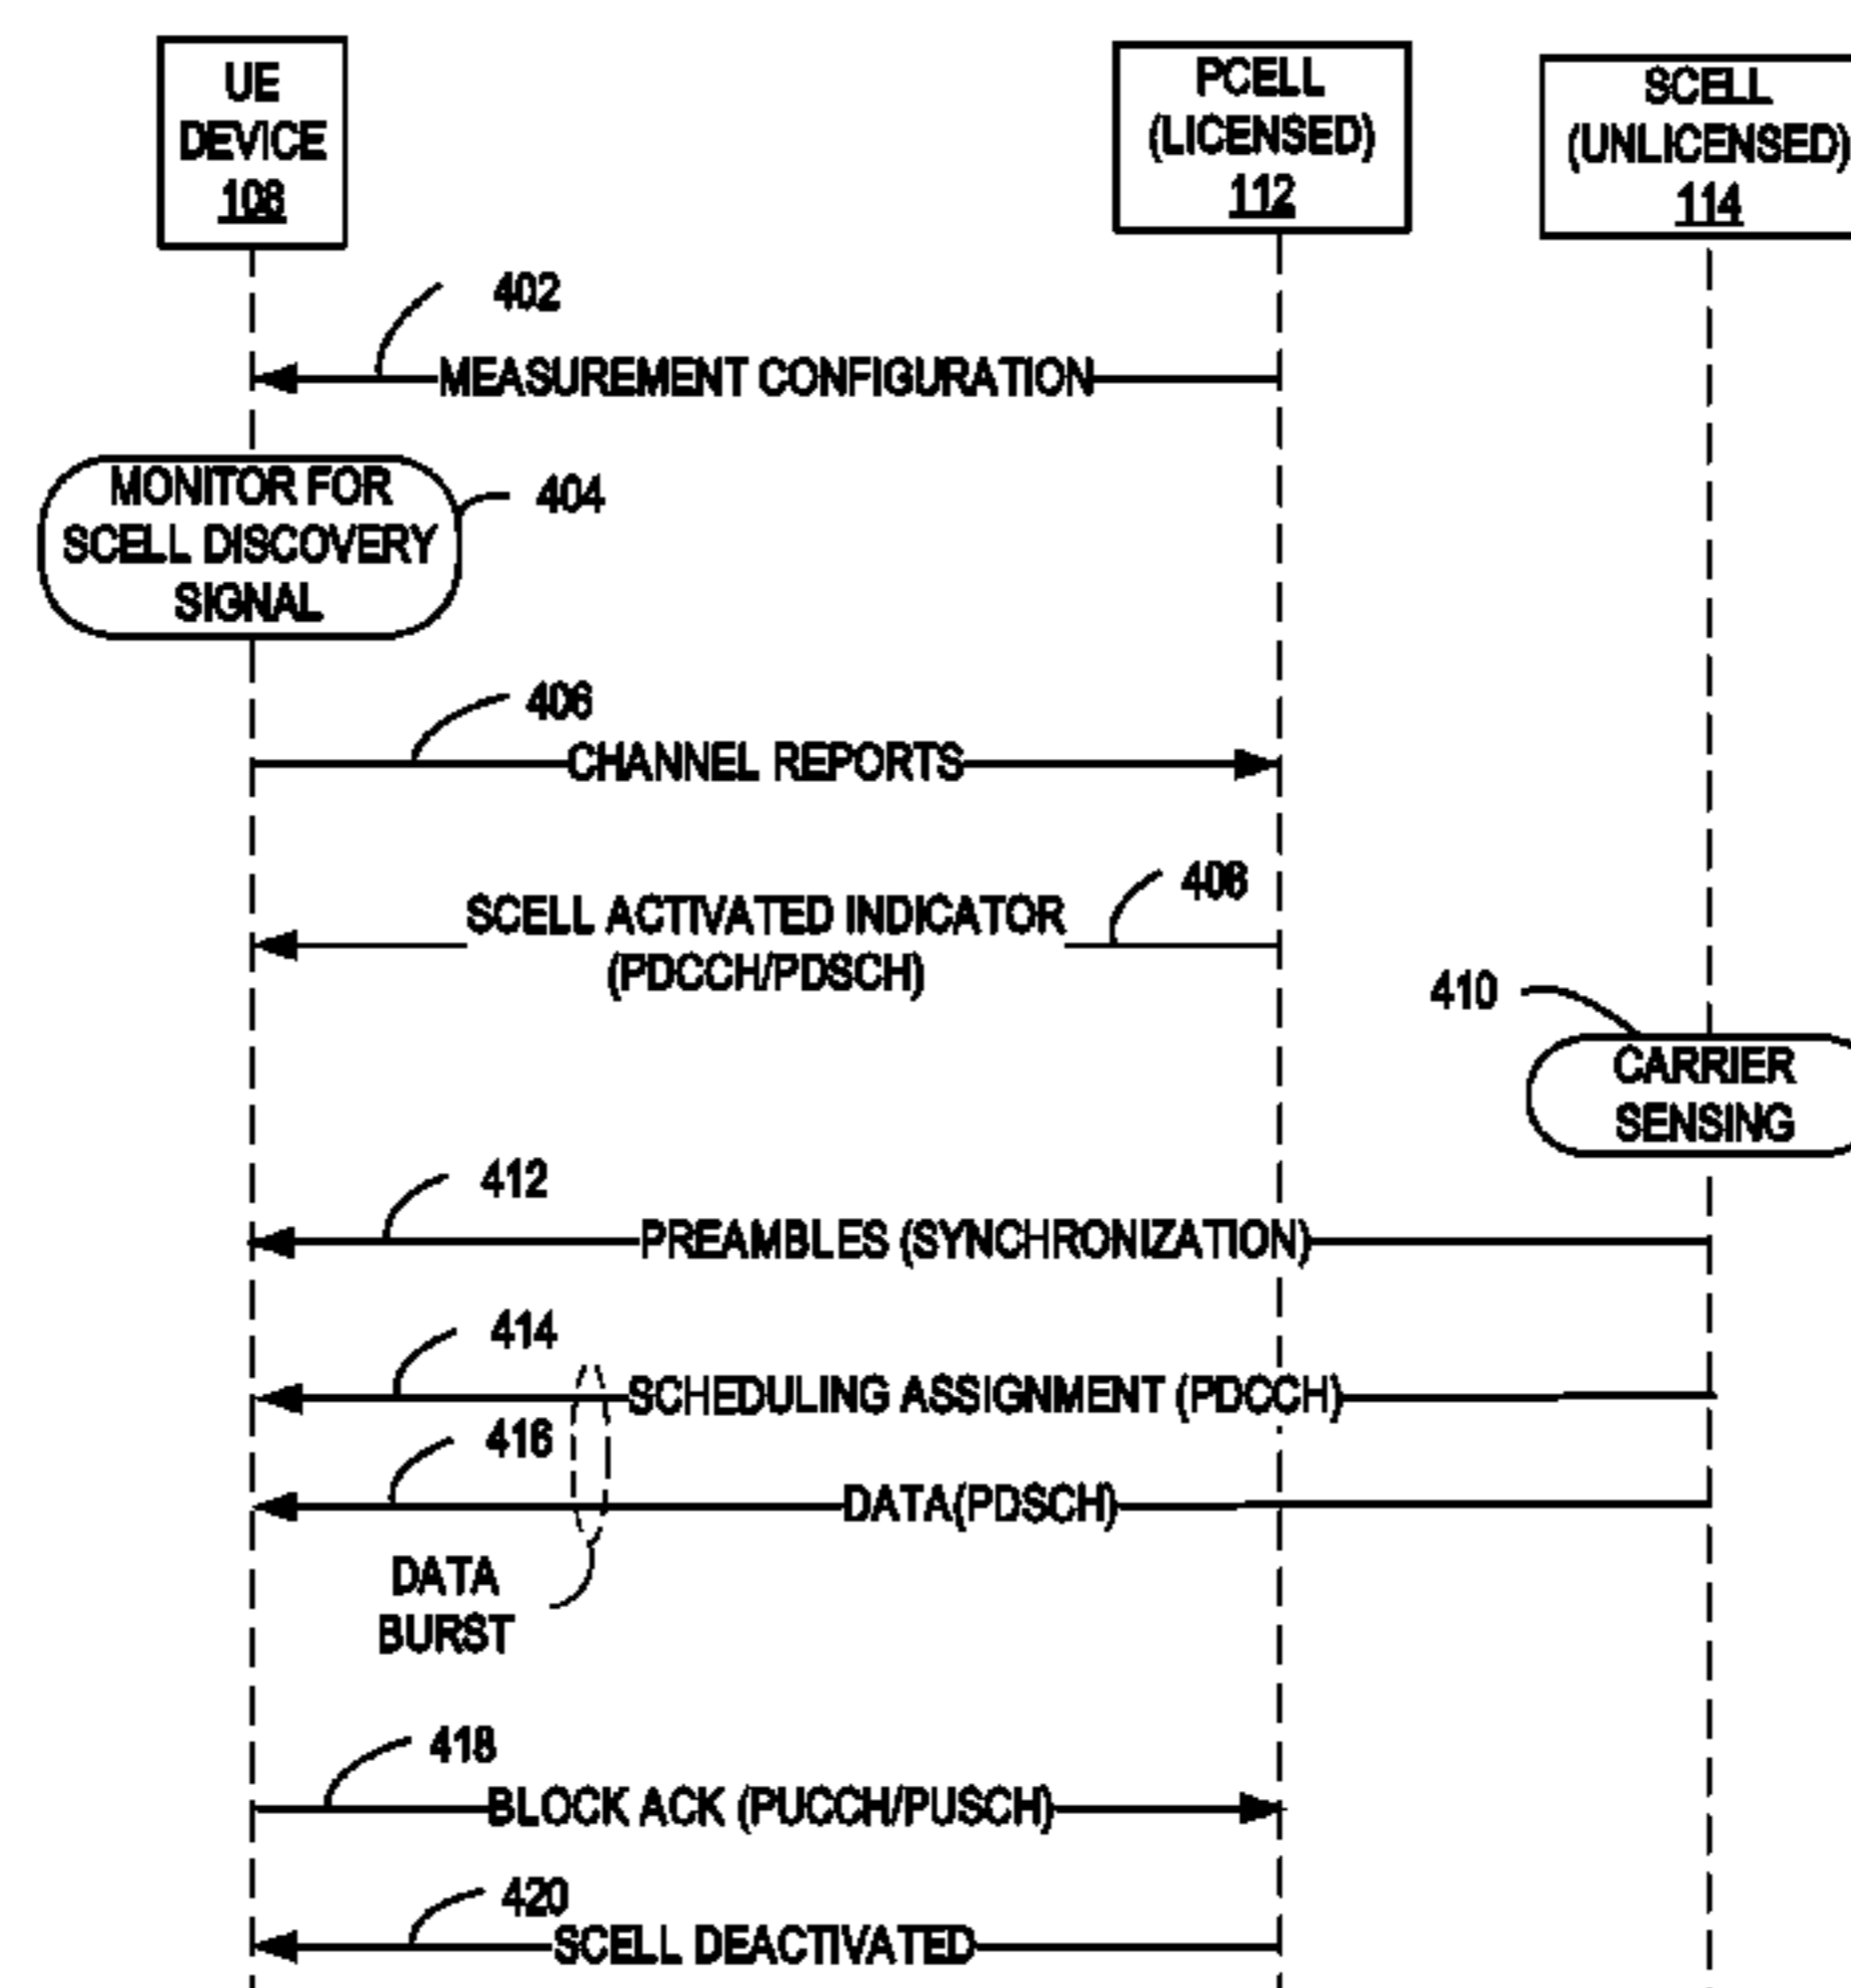 UE
DEVICE
108
PCELL
(LICENSED)
112
SCELL
(UNLICENSED)
114
402
MEASUREMENT CONFIGURATION
MONITOR FOR
SCELL DISCOVERY
SIGNAL
404
406
CHANNEL REPORTS
408
SCELL ACTIVATED INDICATOR
(PDCCH/PDSCH)
410
CARRIER
SENSING
412
PREAMBLES (SYNCHRONIZATION)
414
SCHEDULING ASSIGNMENT (PDCCH)
416
DATA(PDSCH)
DATA
BURST
418
BLOCK ACK (PUCCH/PUSCH)
420
SCELL DEACTIVATED